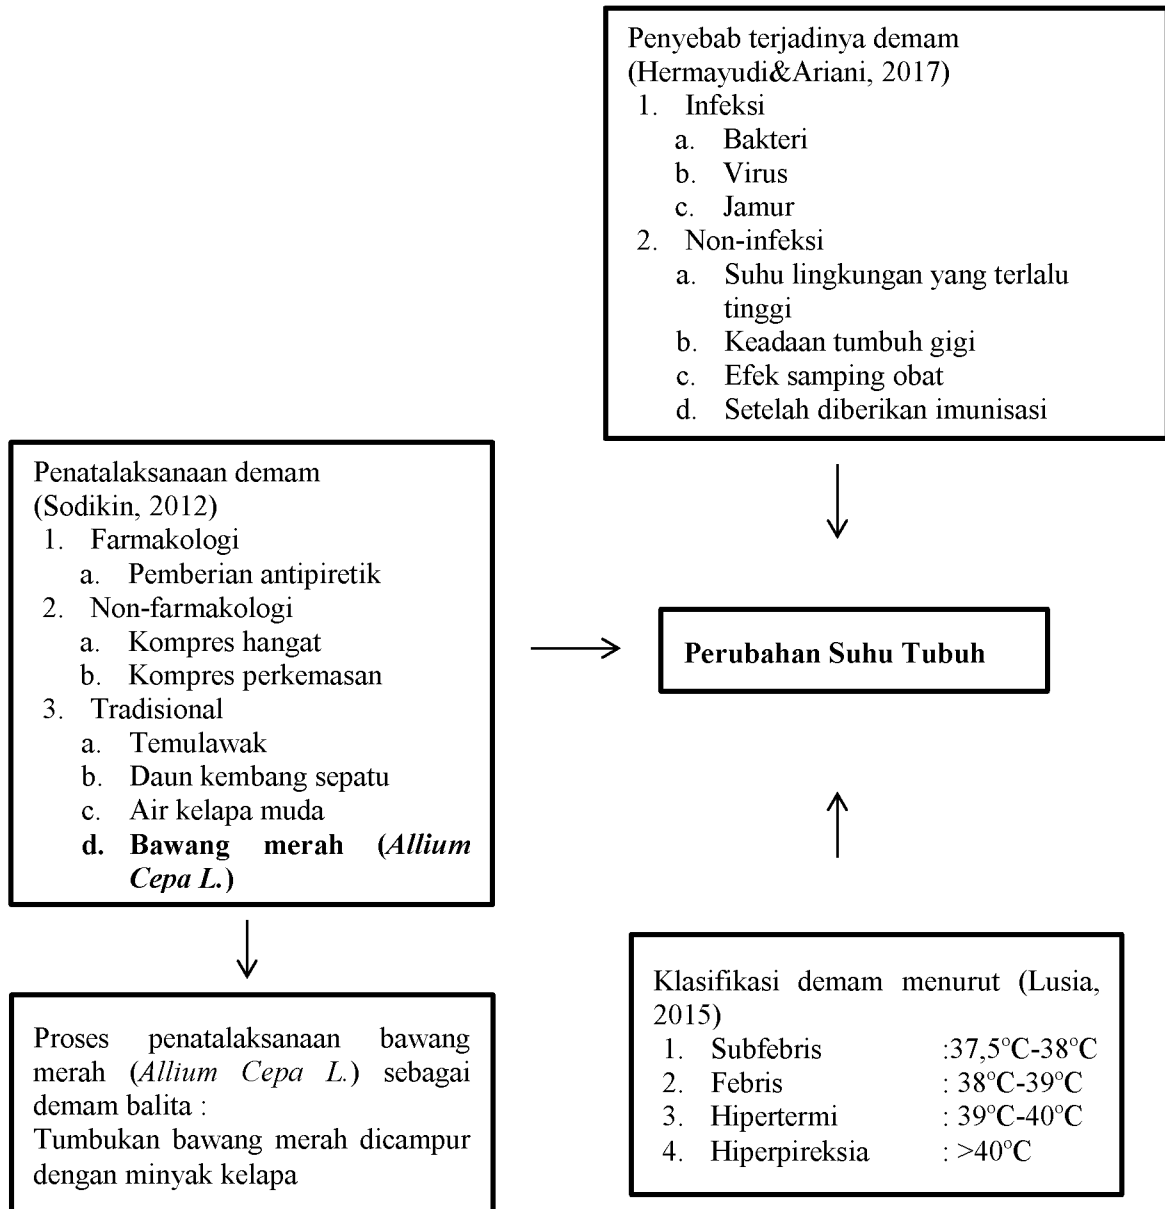 Penyebab terjadinya demam
(Hermayudi&Ariani, 2017)
1. Infeksi
a. Bakteri
b. Virus
c. Jamur
2. Non-infeksi
a. Suhu lingkungan yang terlalu
tinggi
b. Keadaan tumbuh gigi
c. Efek samping obat
d. Setelah diberikan imunisasi
Penatalaksanaan demam
(Sodikin, 2012)
1. Farmakologi
a. Pemberian antipiretik
2. Non-farmakologi
a. Kompres hangat
b. Kompres perkemasan
3. Tradisional
a. Temulawak
b. Daun kembang sepatu
c. Air kelapa muda
d. Bawang merah (Allium
Cepa L.)
Perubahan Suhu Tubuh
Proses penatalaksanaan bawang
merah (Allium Cepa L.) sebagai
demam balita :
Tumbukan bawang merah dicampur
dengan minyak kelapa
Klasifikasi demam menurut (Lusia,
2015)
1. Subfebris :37,5°C-38°C
2. Febris : 38°C-39°C
3. Hipertermi : 39°C-40°C
4. Hiperpireksia : >40°C